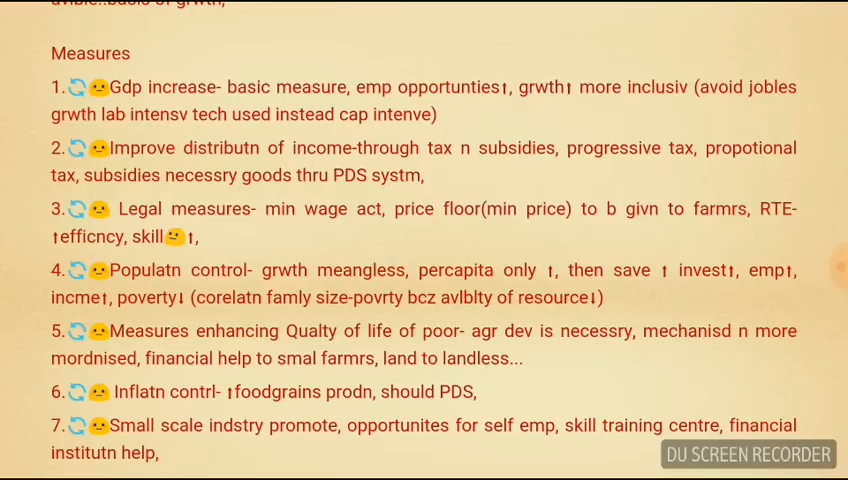 avlble..basis of grwth,
Measures
1.🔄😐Gdp increase- basic measure, emp opportunties↑, grwth↑ more inclusiv (avoid jobles
grwth lab intensv tech used instead cap intenve)
2.🔄😐Improve distributn of income-through tax n subsidies, progressive tax, propotional
tax, subsidies necessry goods thru PDS systm,
3.🔄😐 Legal measures- min wage act, price floor(min price) to b givn to farmrs, RTE-
↑efficncy, skill😐↑,
4.🔄😐Populatn control- grwth meangless, percapita only ↑, then save ↑ invest↑, emp↑,
incme↑, poverty↓ (corelatn famly size-povrty bcz avlblty of resource↓)
5.🔄😐Measures enhancing Qualty of life of poor- agr dev is necessry, mechanisd n more
mordnised, financial help to smal farmrs, land to landless...
6.🔄😐 Inflatn contrl- ↑foodgrains prodn, should PDS,
7.🔄😐Small scale indstry promote, opportunites for self emp, skill training centre, financial
institutn help,
DU SCREEN RECORDER